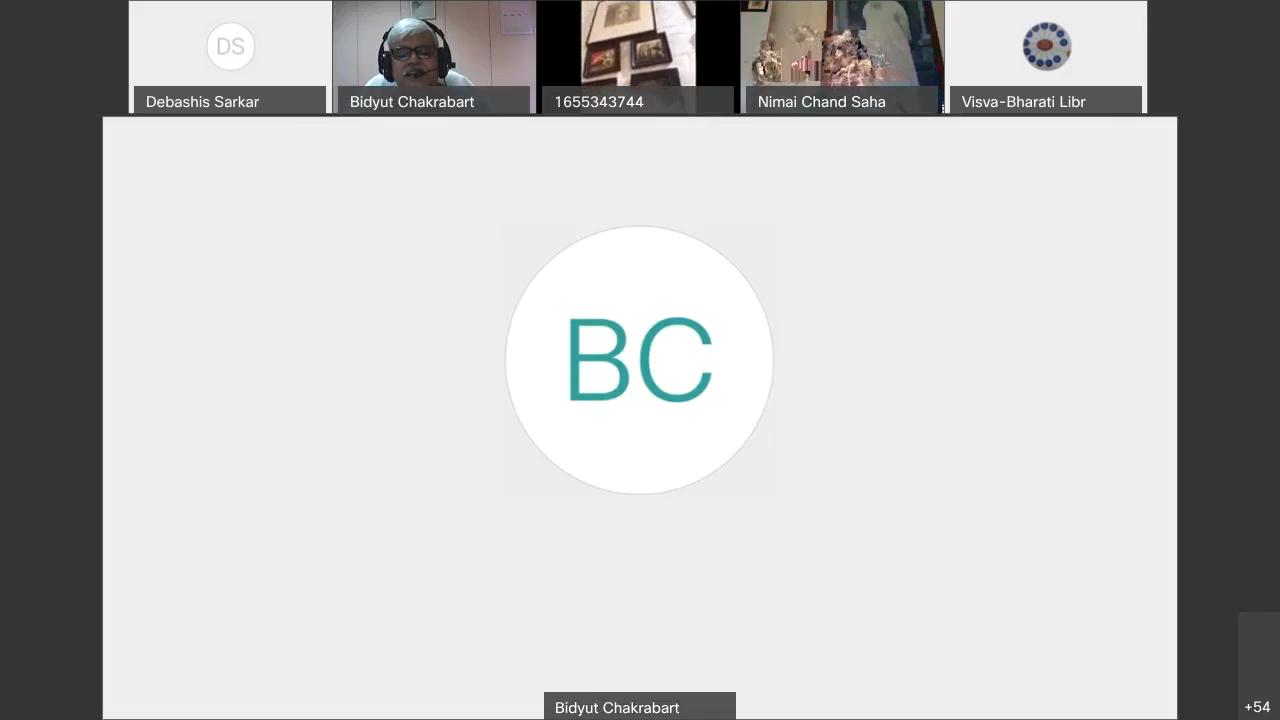 DS
Debashis Sarkar
Bidyut Chakrabart
1655343744
Nimai Chand Saha
Visva-Bharati Libr
BC
Bidyut Chakrabart
+54